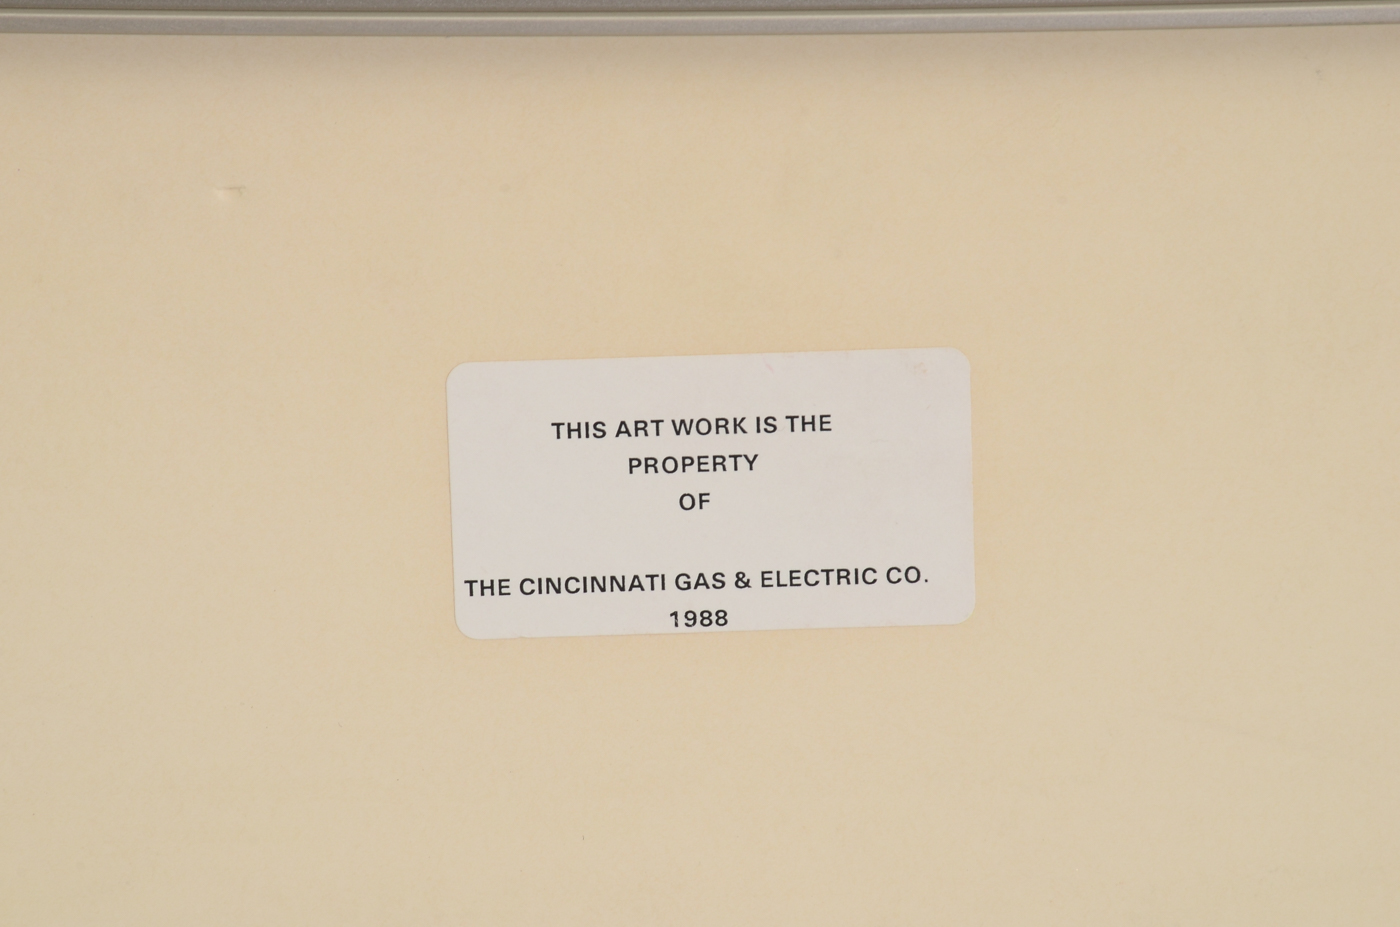 THIS ART WORK IS THE
PROPERTY
OF
THE CINCINNATI GAS & ELECTRIC CO.
1988